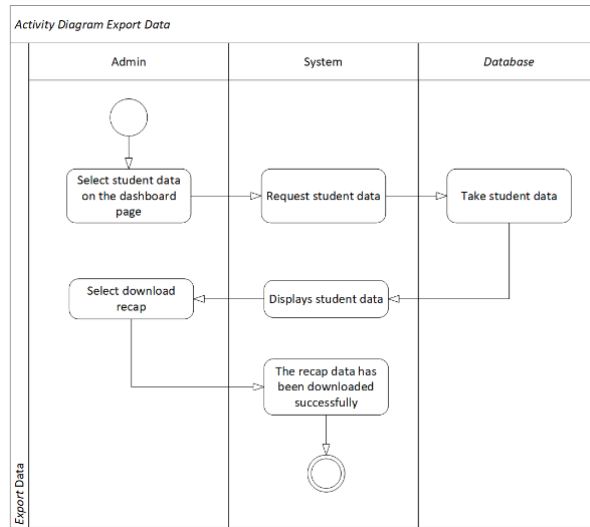 Activity Diagram Export Data
Admin
System
Database
Select student data
on the dashboard
page
Request student data
Take student data
Select download
recap
Displays student data
The recap data has
been downloaded
successfully
Export Data